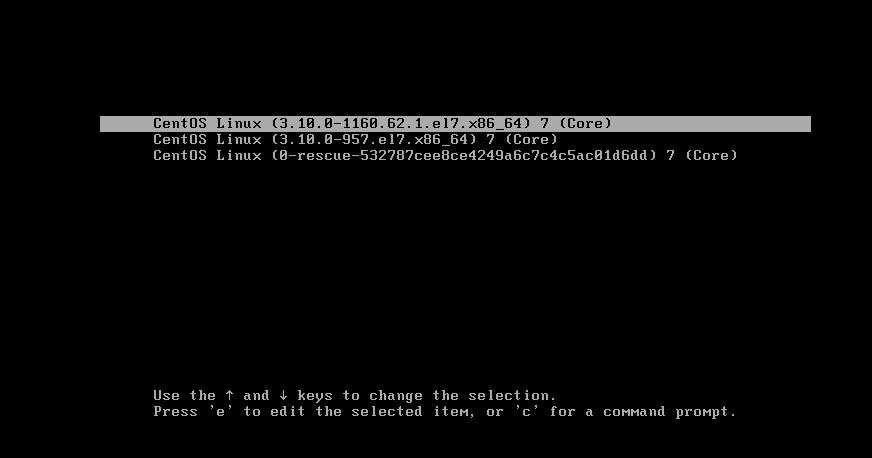 CentOS Linux (3.10.0-1160.62.1.el7.x86_64) 7 (Core)
CentOS Linux (3.10.0-957.el7.x86_64) 7 (Core)
CentOS Linux (0-rescue-532787cee8ce4249a6c7c4c5ac01d6dd) 7 (Core)
Use the ↑ and ↓ keys to change the selection.
Press 'e' to edit the selected item, or 'c' for a command prompt.